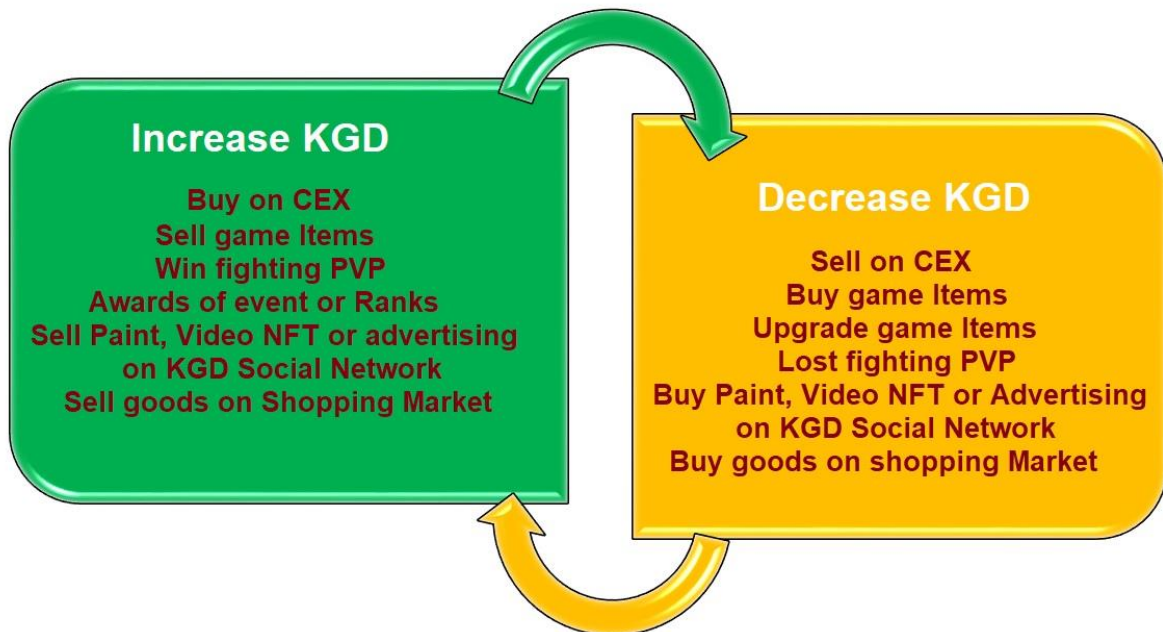 Increase KGD
Buy on CEX
Sell game Items
Win fighting PVP
Awards of event or Ranks
Sell Paint, Video NFT or advertising
on KGD Social Network
Sell goods on Shopping Market
Decrease KGD
Sell on CEX
Buy game Items
Upgrade game Items
Lost fighting PVP
Buy Paint, Video NFT or Advertising
on KGD Social Network
Buy goods on shopping Market